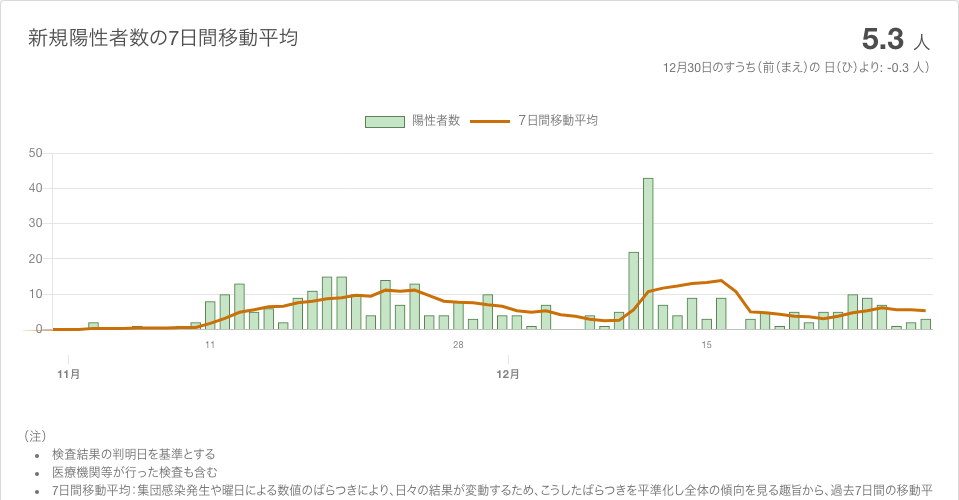 新規陽性者数の7日間移動平均
5.3 人
12月30日のすうち（前（まえ）の 日（ひ）より: -0.3 人）
陽性者数 7日間移動平均
50
40
30
20
10
0
11 28 15
11月 12月
（注）
• 検査結果の判明日を基準とする
• 医療機関等が行った検査も含む
• 7日間移動平均：集団感染発生や曜日による数値のばらつきにより、日々の結果が変動するため、こうしたばらつきを平準化し全体の傾向を見る趣旨から、過去7日間の移動平